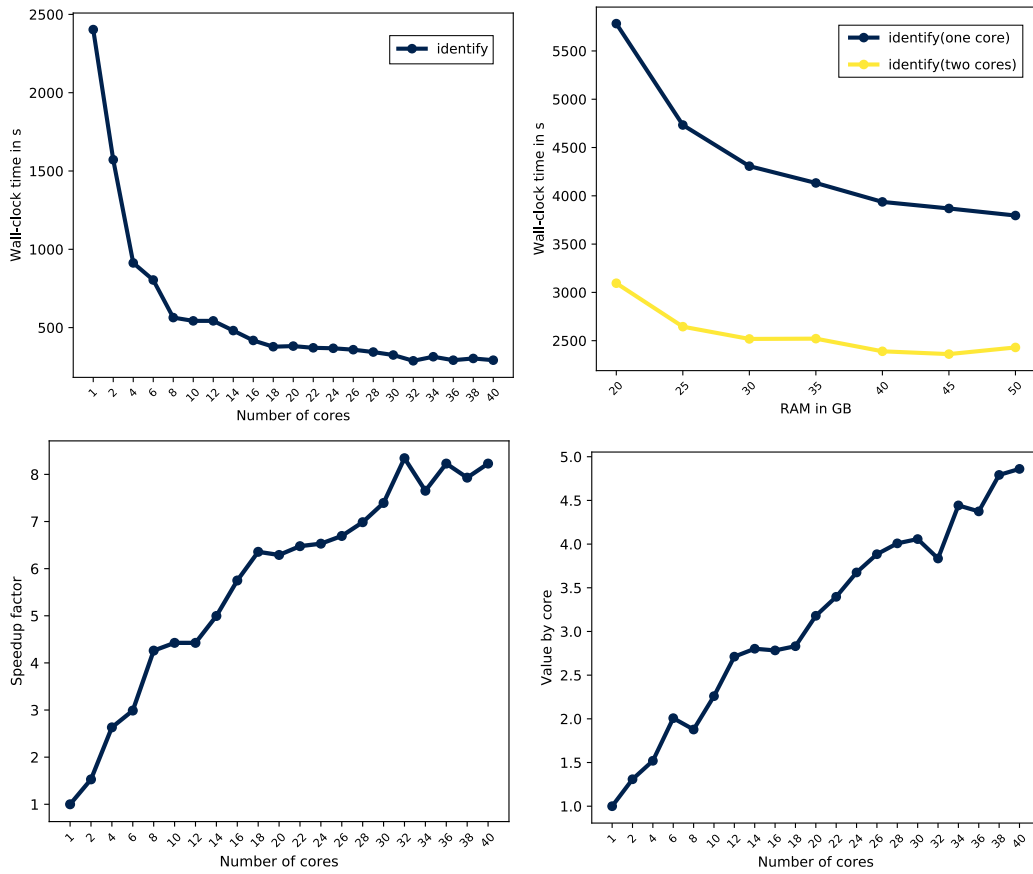 2500
2000
1500
1000
500
Wall-clock time in s
identify
1 2 4 6 8 10 12 14 16 18 20 22 24 26 28 30 32 34 36 38 40
Number of cores
5500
5000
4500
4000
3500
3000
2500
Wall-clock time in s
identify(one core)
identify(two cores)
20 25 30 35 40 45 50
RAM in GB
8
7
6
5
4
3
2
1
Speedup factor
1 2 4 6 8 10 12 14 16 18 20 22 24 26 28 30 32 34 36 38 40
Number of cores
5.0
4.5
4.0
3.5
3.0
2.5
2.0
1.5
1.0
Value by core
1 2 4 6 8 10 12 14 16 18 20 22 24 26 28 30 32 34 36 38 40
Number of cores